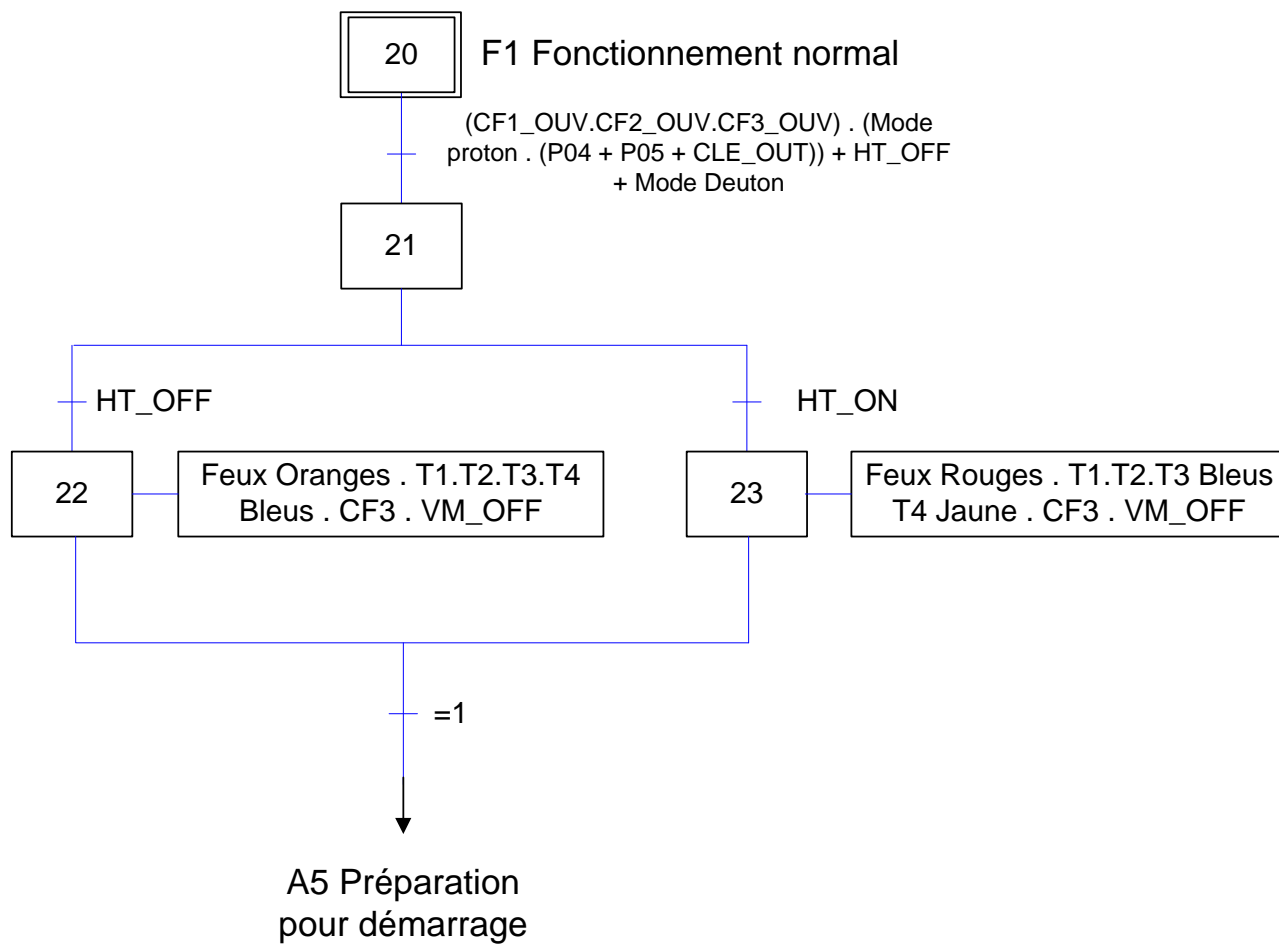 20
F1 Fonctionnement normal
(CF1_OUV.CF2_OUV.CF3_OUV) . (Mode
proton . (P04 + P05 + CLE_OUT)) + HT_OFF
+ Mode Deuton
21
HT_OFF
HT_ON
22
Feux Oranges . T1.T2.T3.T4
Bleus . CF3 . VM_OFF
23
Feux Rouges . T1.T2.T3 Bleus
T4 Jaune . CF3 . VM_OFF
=1
A5 Préparation
pour démarrage